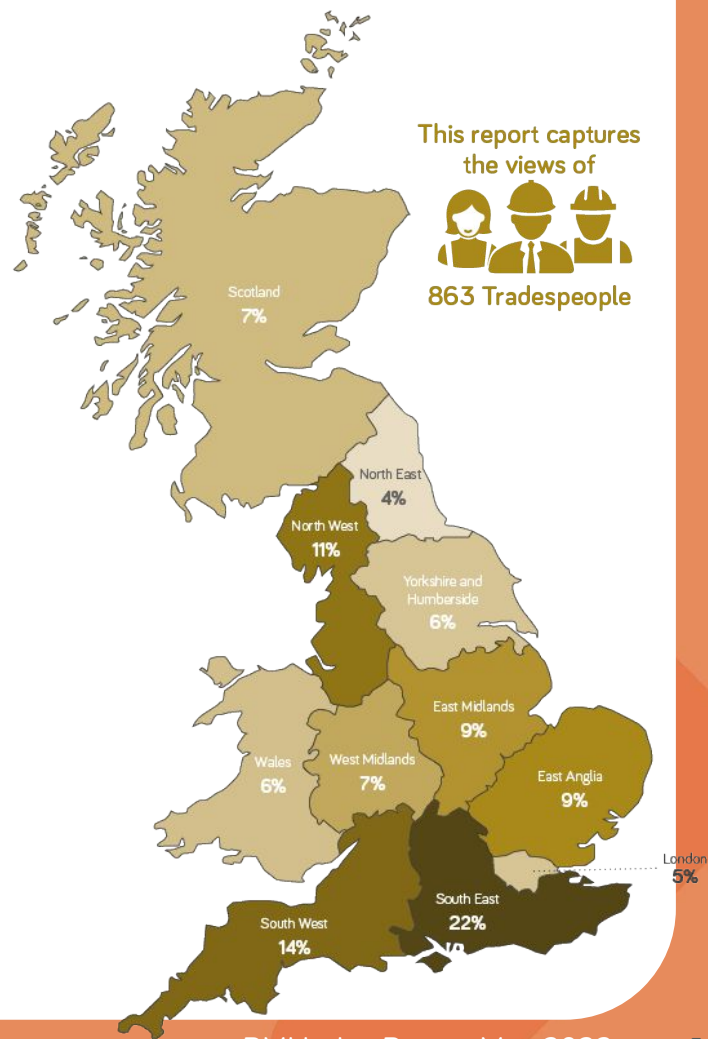 This report captures
the views of
863 Tradespeople
Scotland
7%
North East
4%
North West
11%
Yorkshire and
Humberside
6%
East Midlands
9%
Wales
6%
West Midlands
7%
East Anglia
9%
London
5%
South East
22%
South West
14%